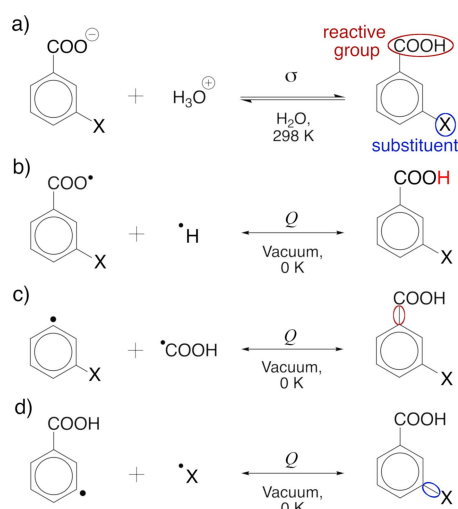 a)
COO⊖
X
+
H₃O⊕
σ
H₂O,
298 K
reactive
group
COOH
X
substituent
b)
COO•
X
+
•H
Q
Vacuum,
0 K
COOH
X
c)
•
X
+
•COOH
Q
Vacuum,
0 K
COOH
X
d)
COOH
•
+
•X
Q
Vacuum,
0 K
COOH
X